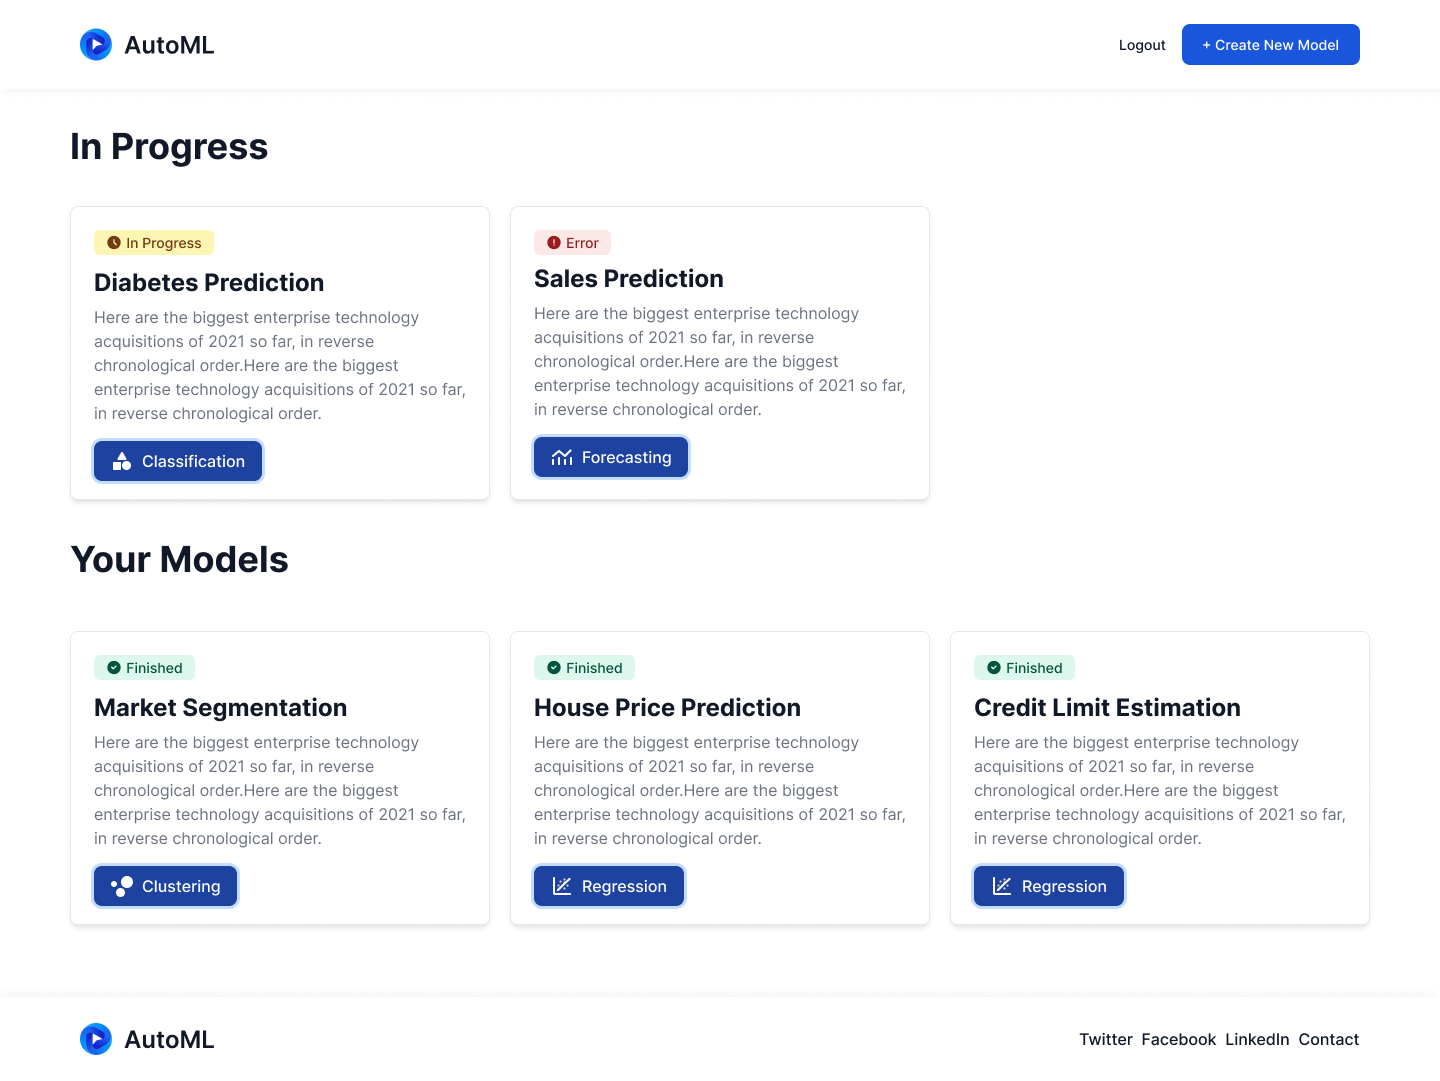 AutoML
Logout
+ Create New Model
In Progress
In Progress
Diabetes Prediction
Here are the biggest enterprise technology
acquisitions of 2021 so far, in reverse
chronological order.Here are the biggest
enterprise technology acquisitions of 2021 so far,
in reverse chronological order.
Classification
Error
Sales Prediction
Here are the biggest enterprise technology
acquisitions of 2021 so far, in reverse
chronological order.Here are the biggest
enterprise technology acquisitions of 2021 so far,
in reverse chronological order.
Forecasting
Your Models
Finished
Market Segmentation
Here are the biggest enterprise technology
acquisitions of 2021 so far, in reverse
chronological order.Here are the biggest
enterprise technology acquisitions of 2021 so far,
in reverse chronological order.
Clustering
Finished
House Price Prediction
Here are the biggest enterprise technology
acquisitions of 2021 so far, in reverse
chronological order.Here are the biggest
enterprise technology acquisitions of 2021 so far,
in reverse chronological order.
Regression
Finished
Credit Limit Estimation
Here are the biggest enterprise technology
acquisitions of 2021 so far, in reverse
chronological order.Here are the biggest
enterprise technology acquisitions of 2021 so far,
in reverse chronological order.
Regression
AutoML
Twitter Facebook LinkedIn Contact